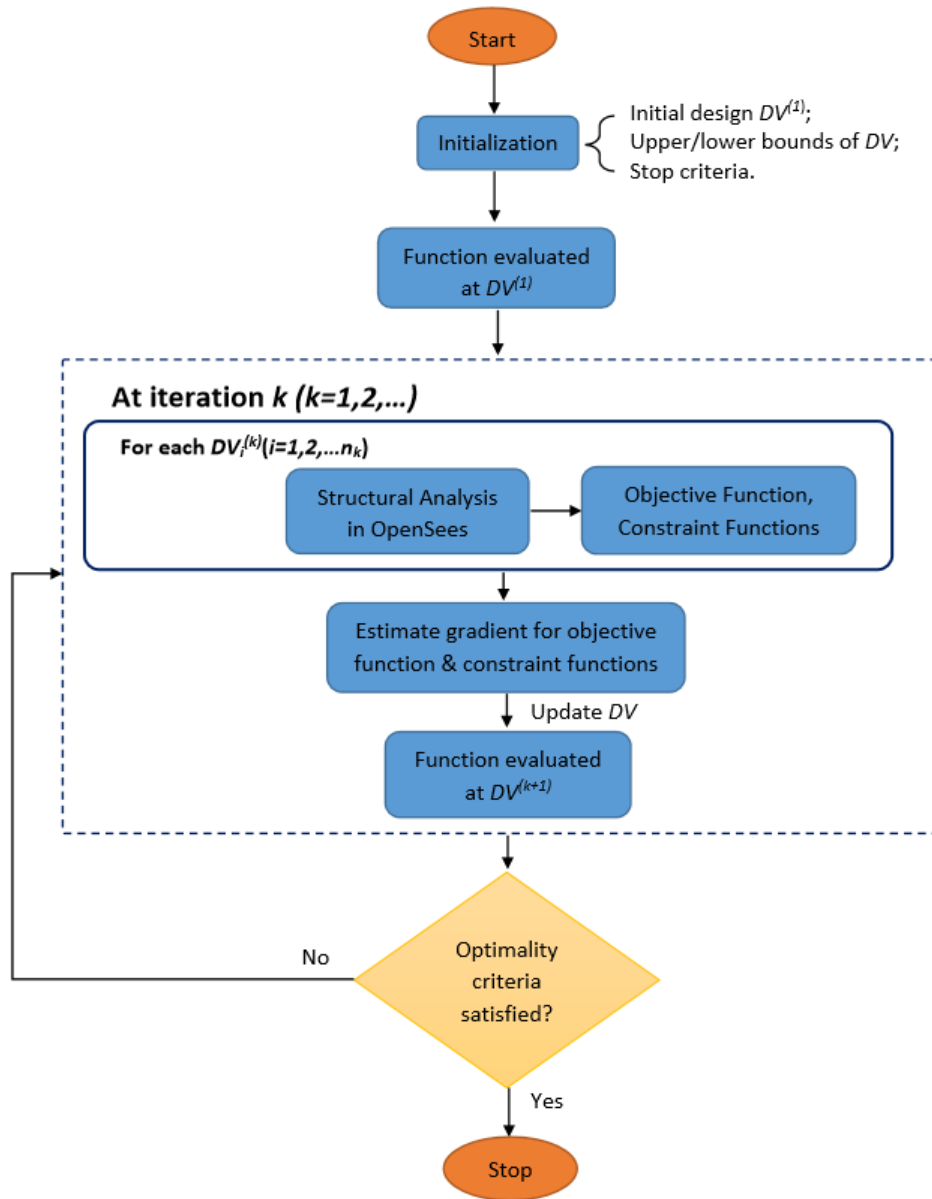 Start
Initialization
Initial design DV⁽¹⁾;
Upper/lower bounds of DV;
Stop criteria.
Function evaluated
at DV⁽¹⁾
At iteration k (k=1,2,...)
For each DVᵢ⁽ᵏ⁾(i=1,2,...nₖ)
Structural Analysis
in OpenSees
Objective Function,
Constraint Functions
Estimate gradient for objective
function & constraint functions
Update DV
Function evaluated
at DV⁽ᵏ⁺¹⁾
No
Optimality
criteria
satisfied?
Yes
Stop